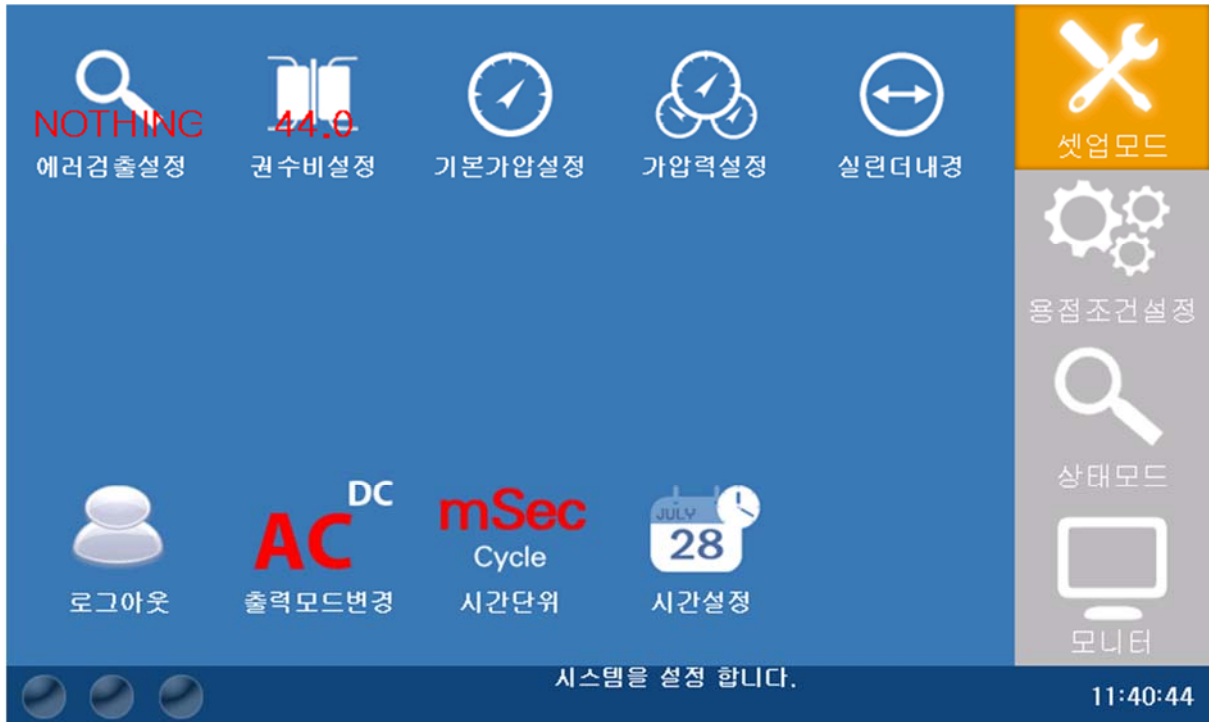 NOTHING
에러검출설정
44.0
권수비설정
기본가압설정
가압력설정
실린더내경
셋업모드
용접조건설정
상태모드
모니터
로그아웃
AC DC
출력모드변경
mSec
Cycle
시간단위
JULY
28
시간설정
시스템을 설정 합니다.
11:40:44